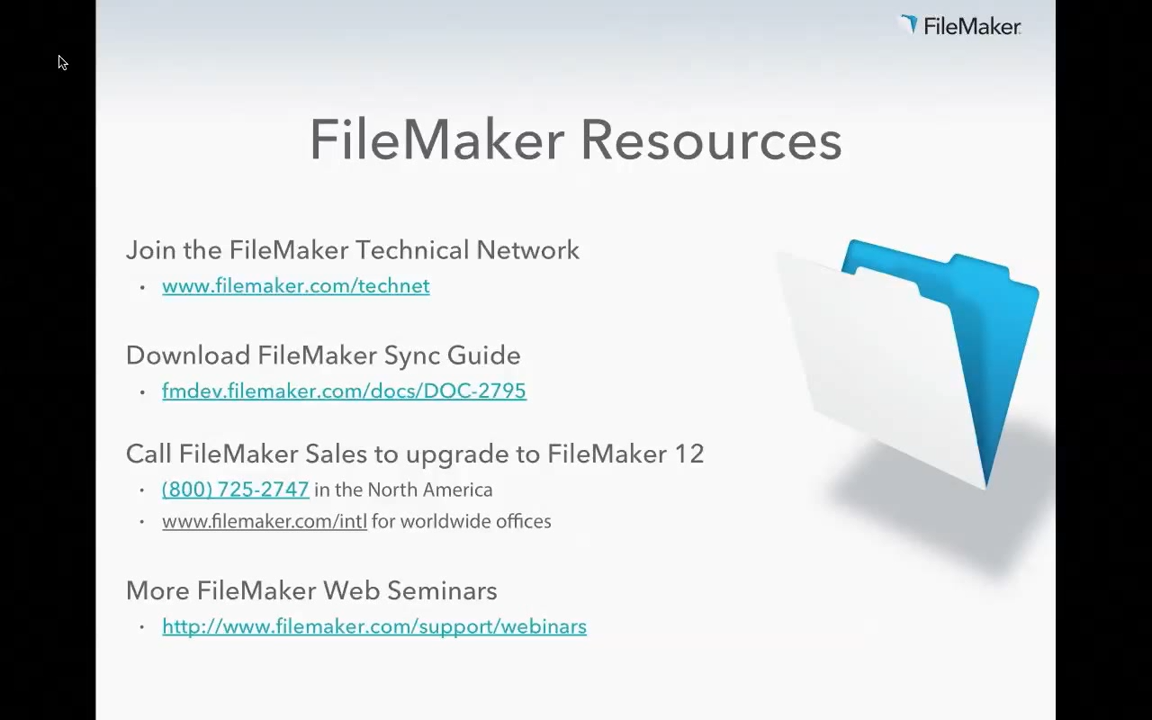 FileMaker
FileMaker Resources
Join the FileMaker Technical Network
• www.filemaker.com/technet
Download FileMaker Sync Guide
• fmdev.filemaker.com/docs/DOC-2795
Call FileMaker Sales to upgrade to FileMaker 12
• (800) 725-2747 in the North America
• www.filemaker.com/intl for worldwide offices
More FileMaker Web Seminars
• http://www.filemaker.com/support/webinars